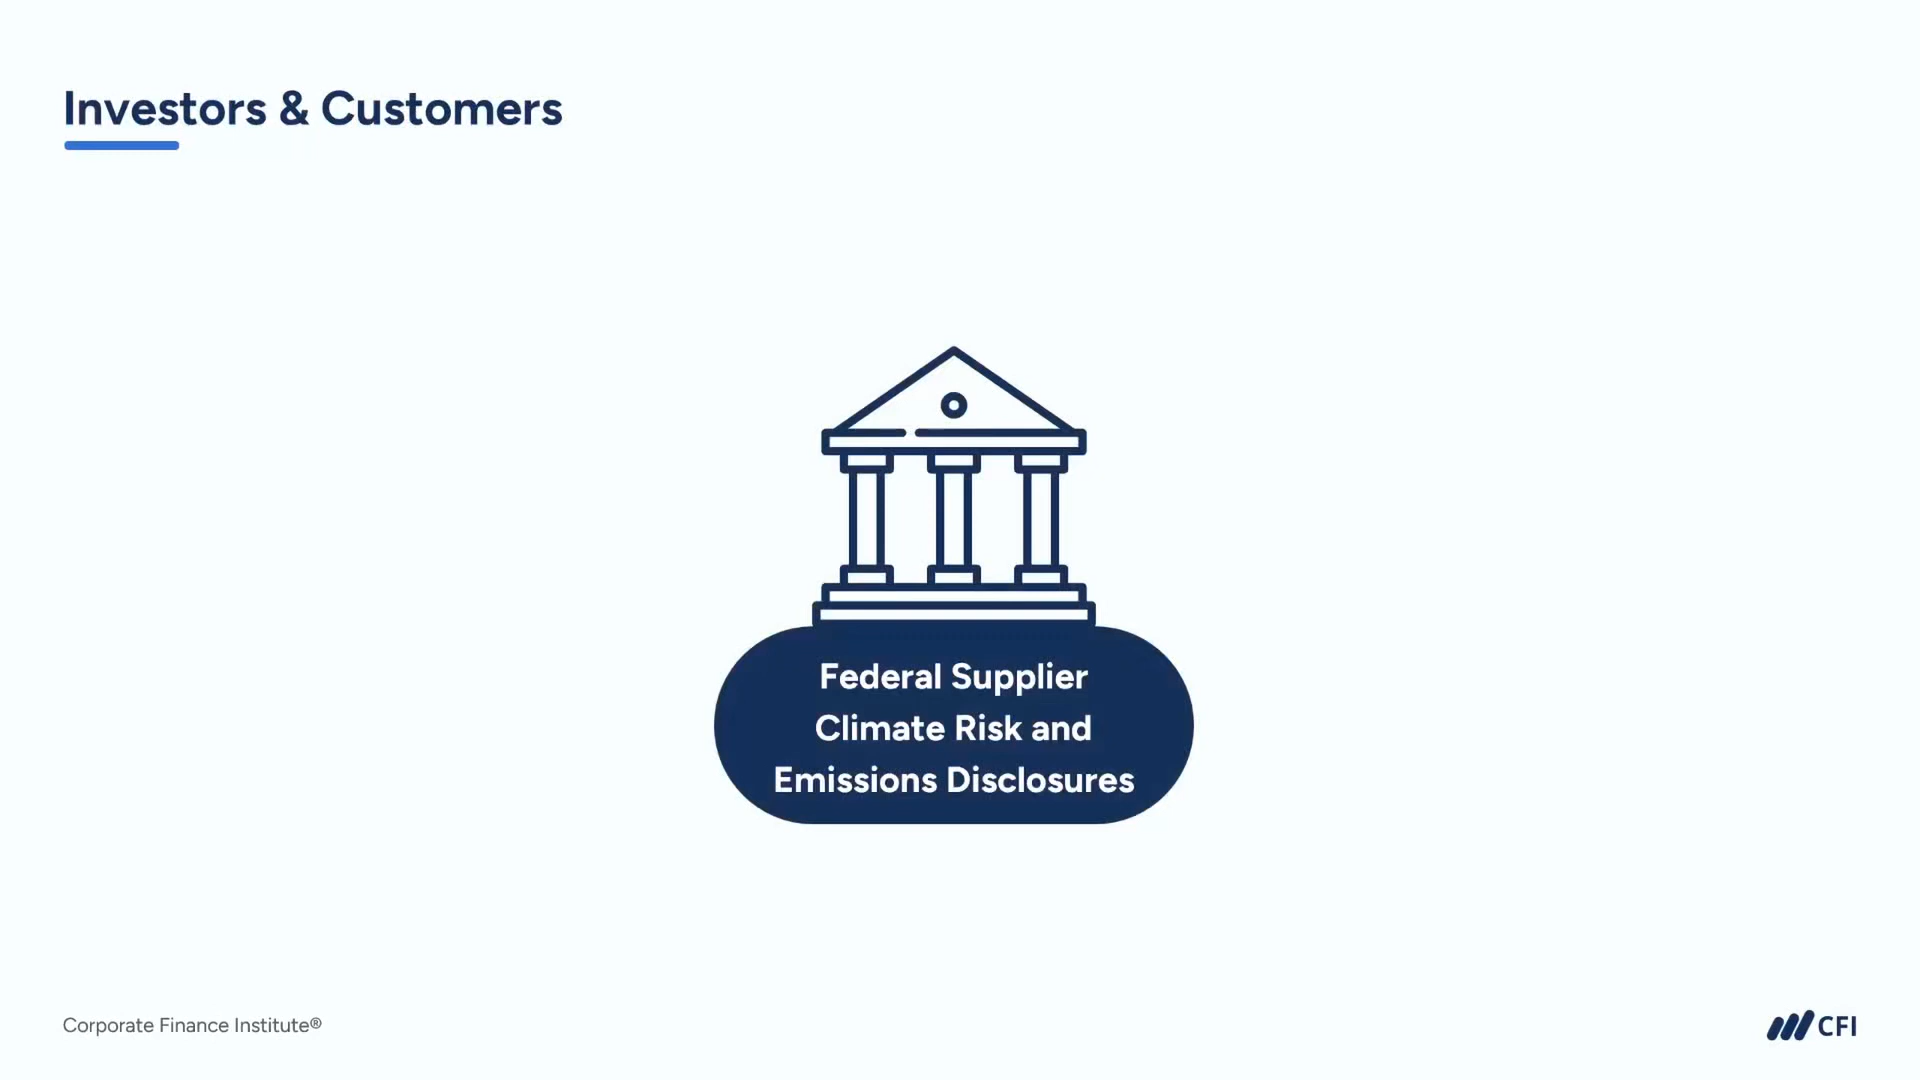 Investors & Customers
Federal Supplier
Climate Risk and
Emissions Disclosures
Corporate Finance Institute®
CFI